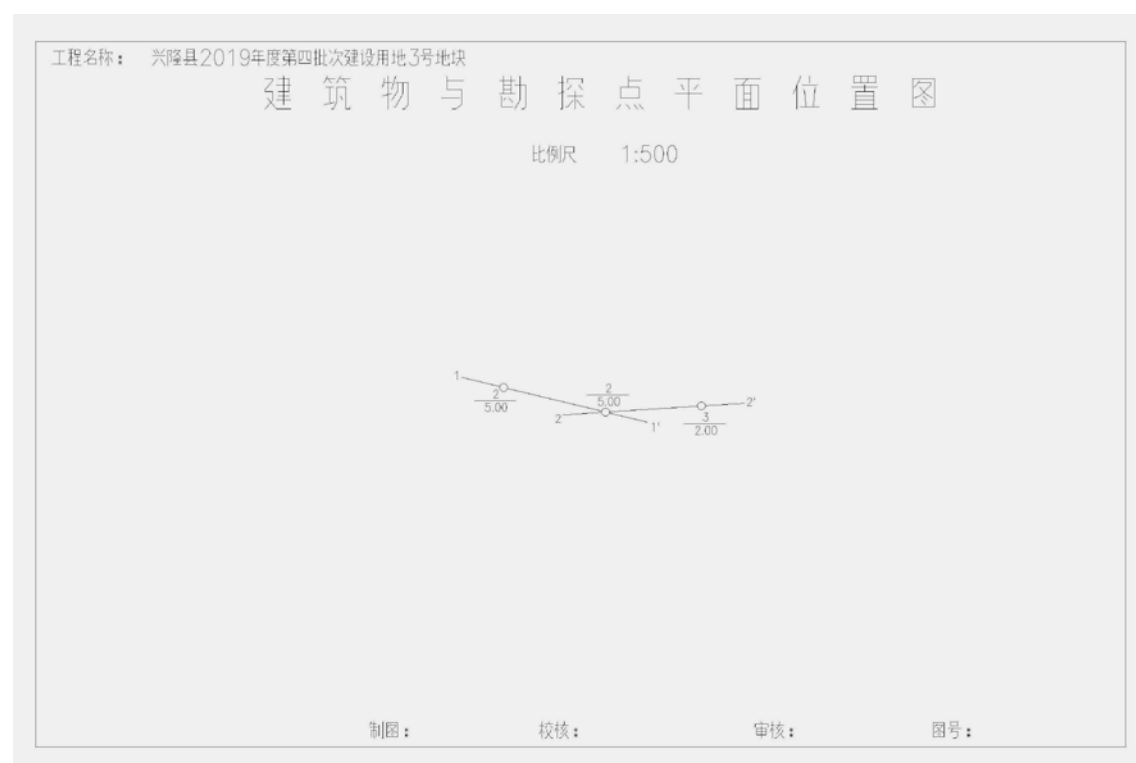 工程名称： 兴隆县2019年度第四批次建设用地3号地块
建筑物与勘探点平面位置图
比例尺 1:500
1
2
5.00
2
5.00
2
1'
3
2.00
2'
制图： 校核： 审核： 图号：